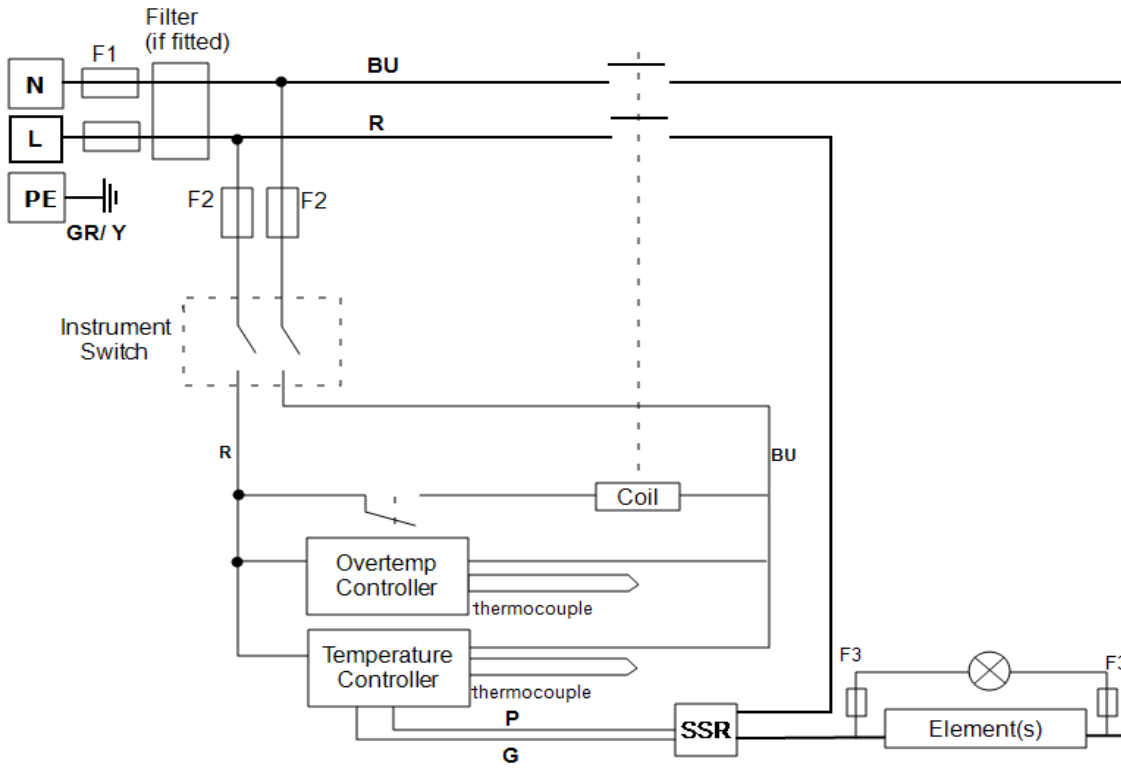 Filter
(if fitted)
F1
N
BU
L
R
PE
F2
F2
GR/ Y
Instrument
Switch
R
BU
Coil
Overtemp
Controller
thermocouple
Temperature
Controller
thermocouple
F3
F3
P
SSR
Element(s)
G